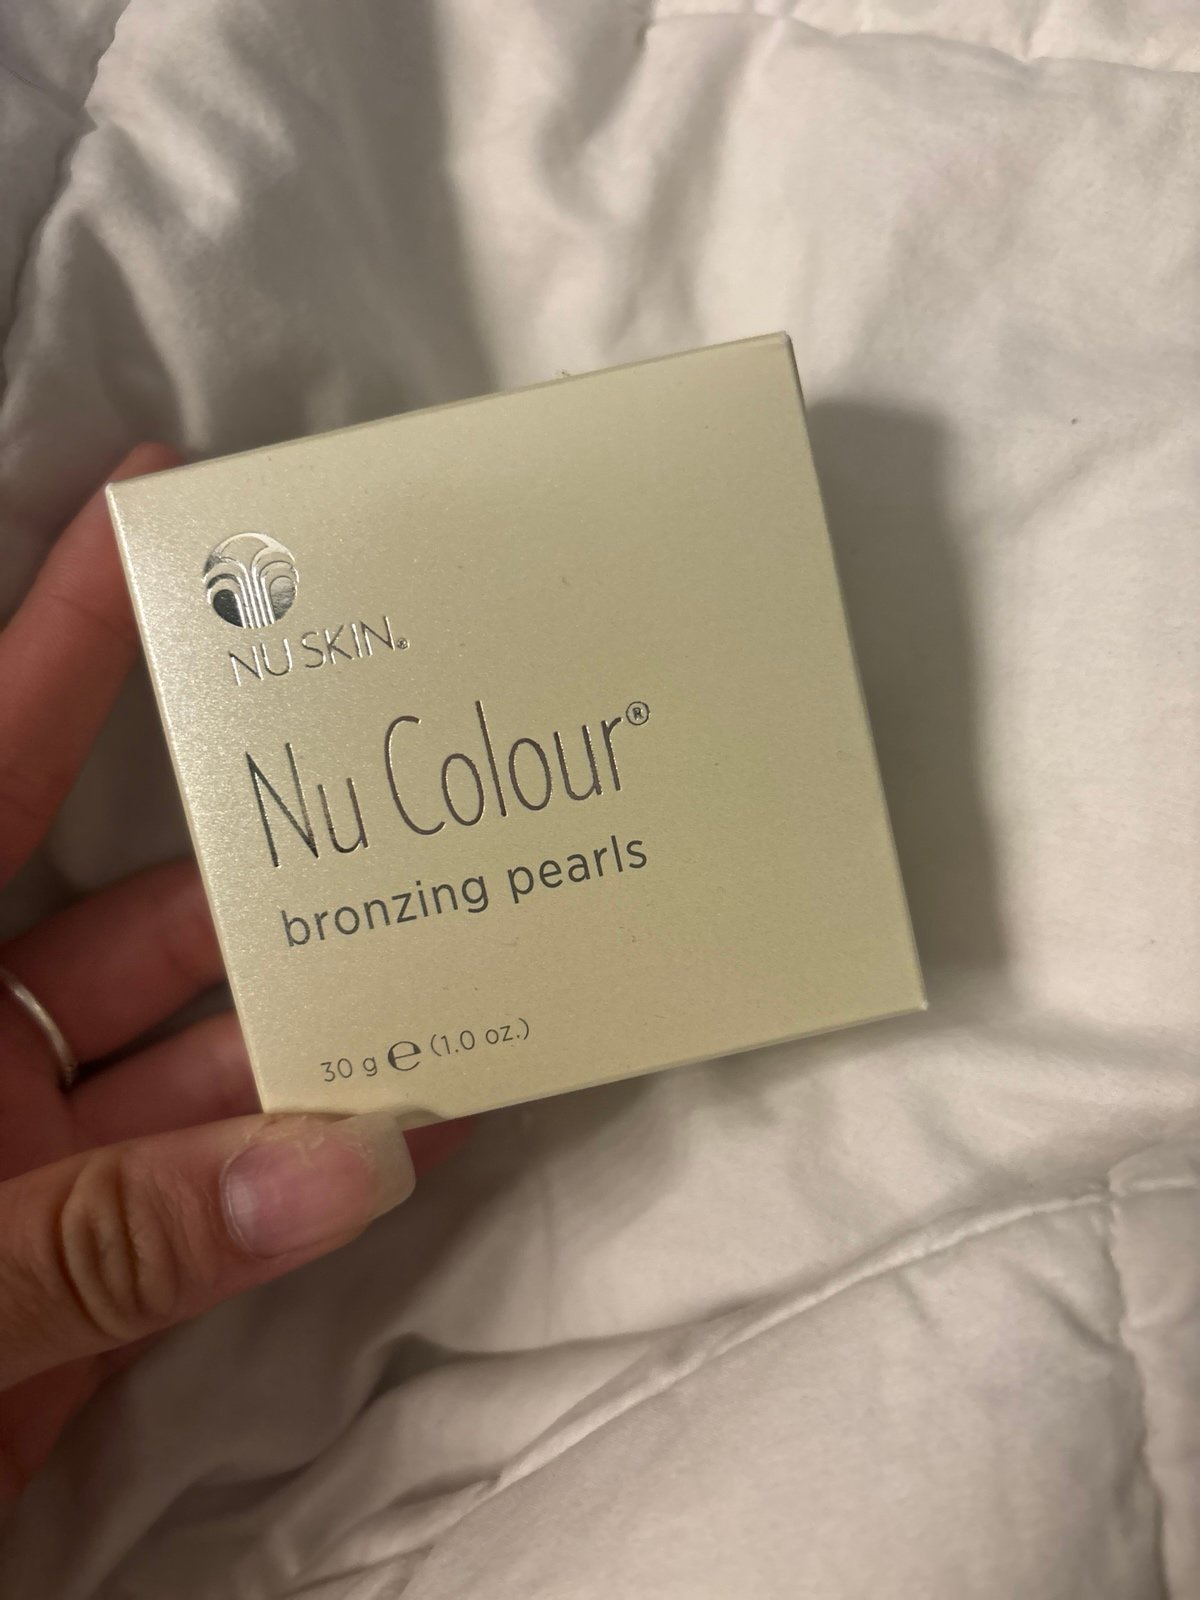 NU SKIN®
Nu Colour®
bronzing pearls
30 g ℮ (1.0 oz.)